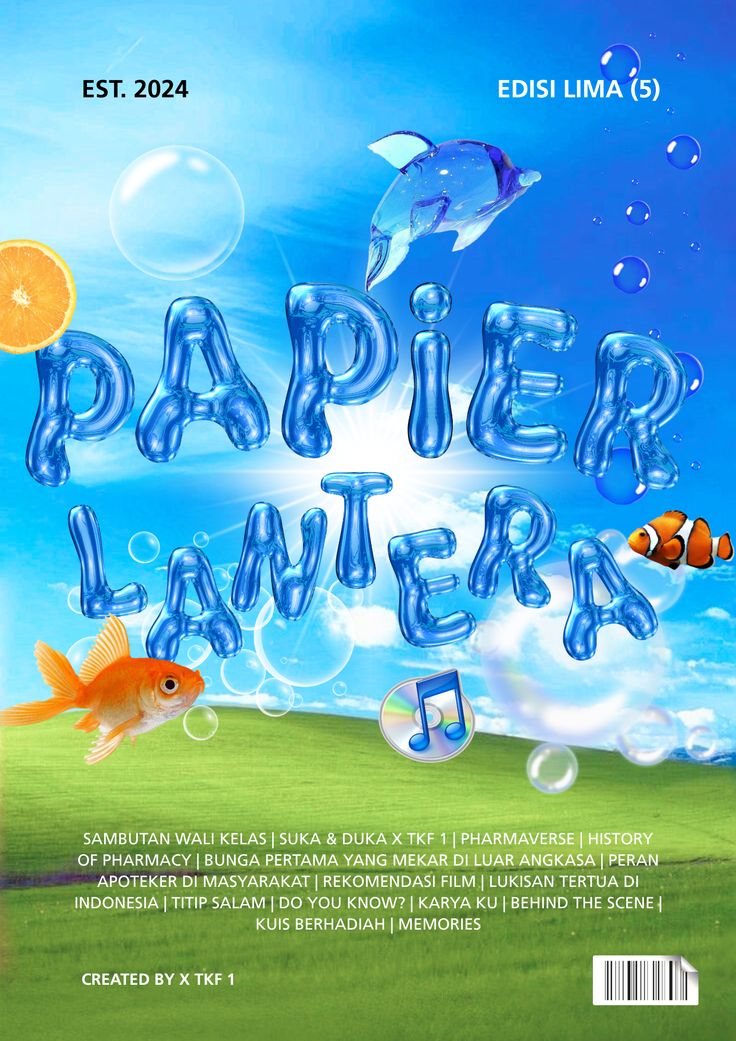 EST. 2024
EDISI LIMA (5)
PAPiER
LANTERA
SAMBUTAN WALI KELAS | SUKA & DUKA X TKF 1 | PHARMAVERSE | HISTORY
OF PHARMACY | BUNGA PERTAMA YANG MEKAR DI LUAR ANGKASA | PERAN
APOTEKER DI MASYARAKAT | REKOMENDASI FILM | LUKISAN TERTUA DI
INDONESIA | TITIP SALAM | DO YOU KNOW? | KARYA KU | BEHIND THE SCENE |
KUIS BERHADIAH | MEMORIES
CREATED BY X TKF 1